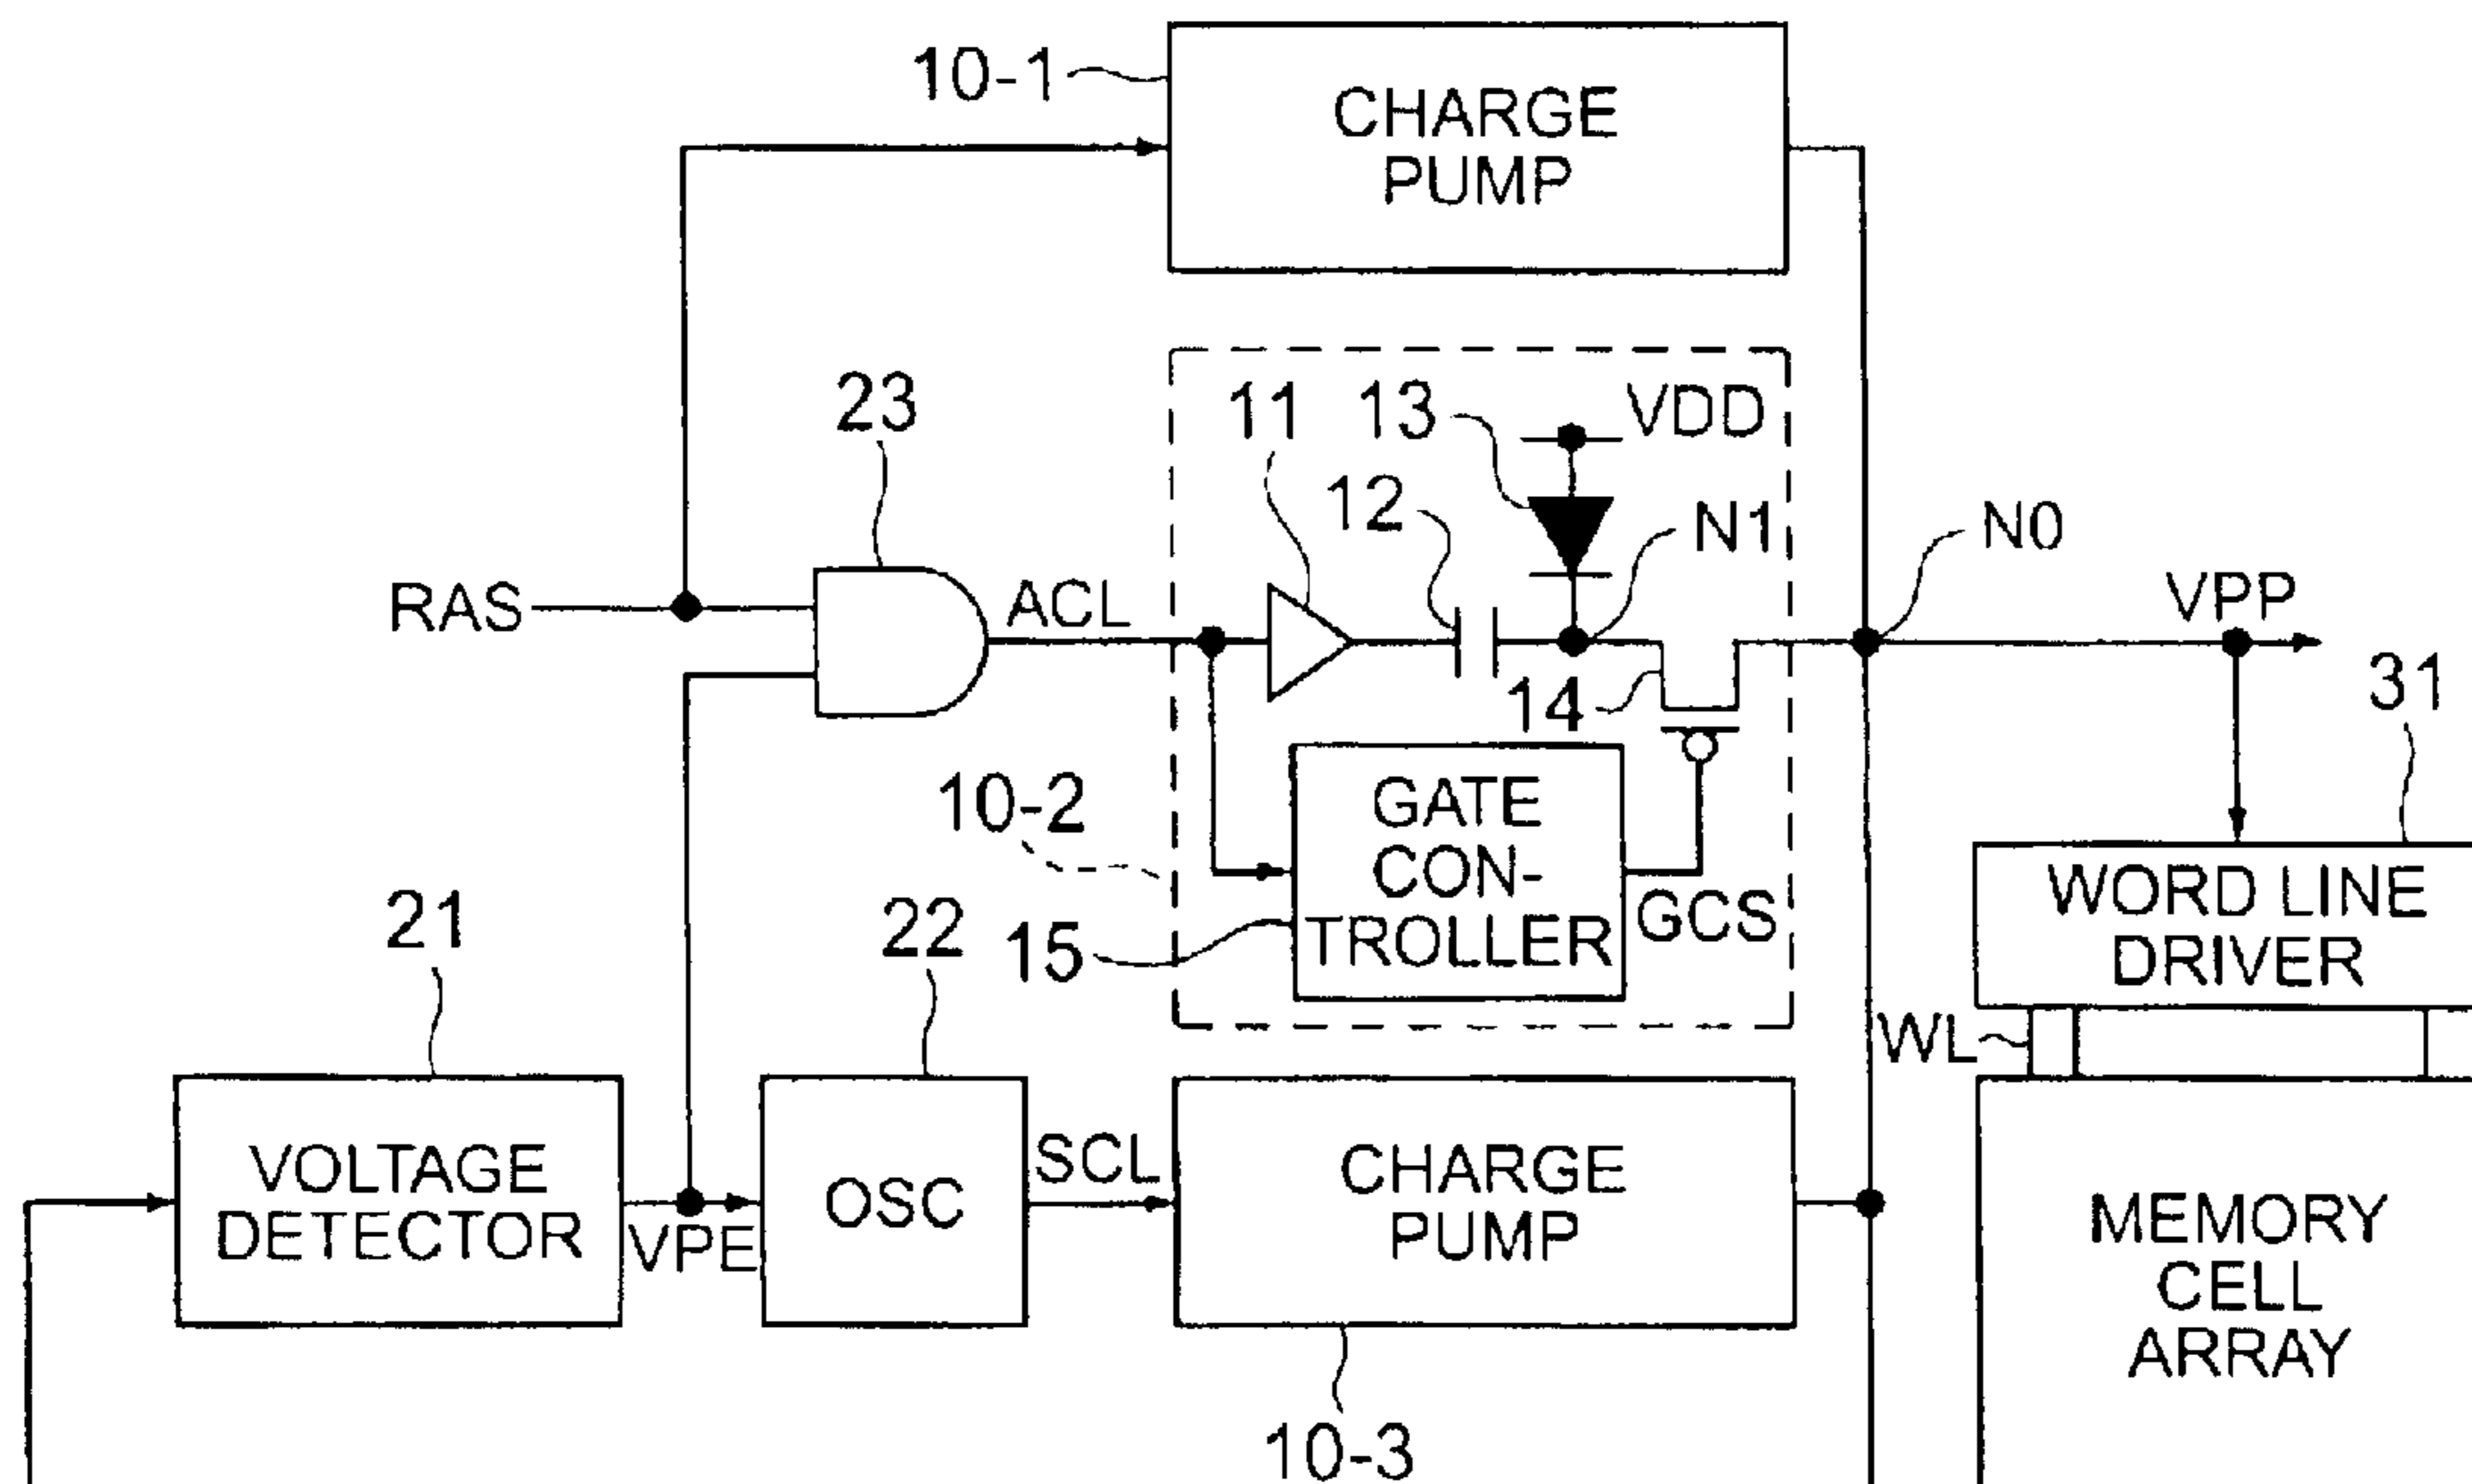 10-1
CHARGE
PUMP
23
11
13
VDD
12
N1
N0
RAS
ACL
VPP
14
31
10-2
GATE
CON-
TROLLER
GCS
15
WORD LINE
DRIVER
21
22
WL
VOLTAGE
DETECTOR
VPE
OSC
SCL
CHARGE
PUMP
MEMORY
CELL
ARRAY
10-3